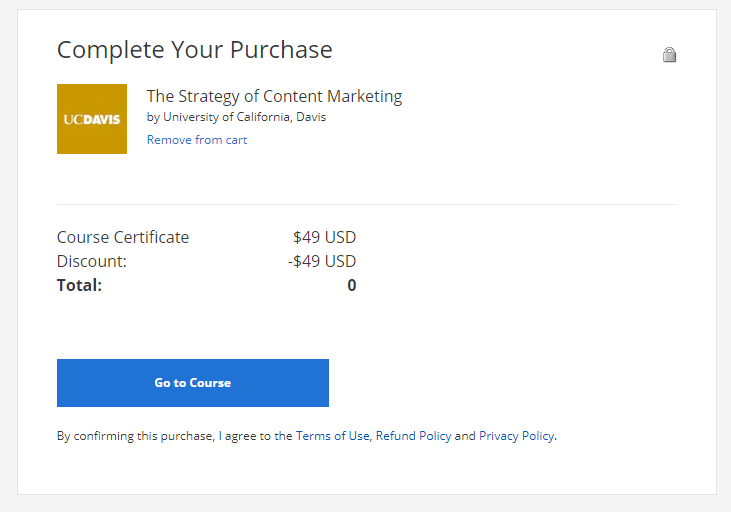 Complete Your Purchase
UCDAVIS
The Strategy of Content Marketing
by University of California, Davis
Remove from cart
Course Certificate $49 USD
Discount: -$49 USD
Total: 0
Go to Course
By confirming this purchase, I agree to the Terms of Use, Refund Policy and Privacy Policy.